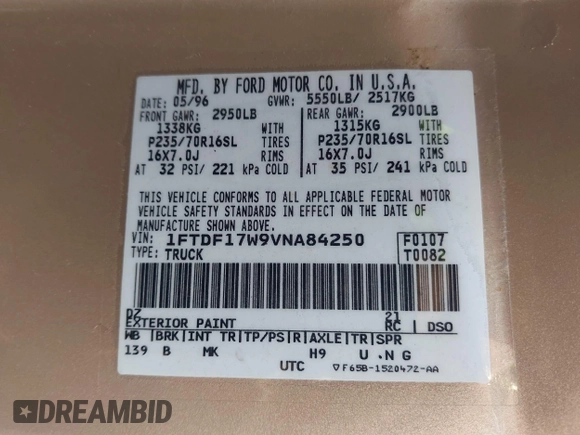 MFD. BY FORD MOTOR CO. IN U.S.A.
DATE: 05/96 GVWR: 5550LB/ 2517KG
FRONT GAWR: 2950LB REAR GAWR: 2900LB
1338KG WITH 1315KG WITH
P235/70R16SL TIRES P235/70R16SL TIRES
16X7.0J RIMS 16X7.0J RIMS
AT 32 PSI/ 221 kPa COLD AT 35 PSI/ 241 kPa COLD
THIS VEHICLE CONFORMS TO ALL APPLICABLE FEDERAL MOTOR
VEHICLE SAFETY STANDARDS IN EFFECT ON THE DATE OF
MANUFACTURE SHOWN ABOVE.
VIN: 1FTDF17W9VNA84250 F0107
TYPE: TRUCK T0082
DZ 21
EXTERIOR PAINT RC | DSO
WB |BRK|INT TR|TP/PS|R|AXLE|TR|SPR
139 B MK H9 U .NG
UTC ▽F65B-1520472-AA
DREAMBID